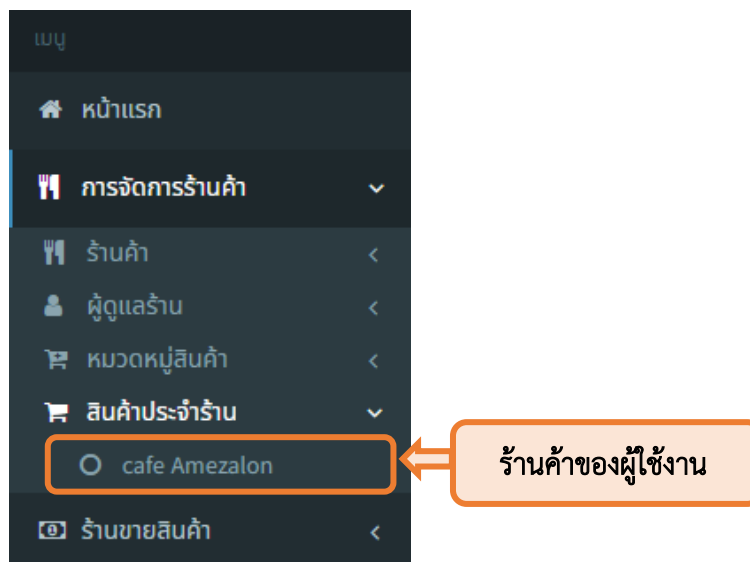 เมนู
หน้าแรก
การจัดการร้านค้า
ร้านค้า
ผู้ดูแลร้าน
หมวดหมู่สินค้า
สินค้าประจำร้าน
cafe Amezalon
ร้านค้าของผู้ใช้งาน
ร้านขายสินค้า